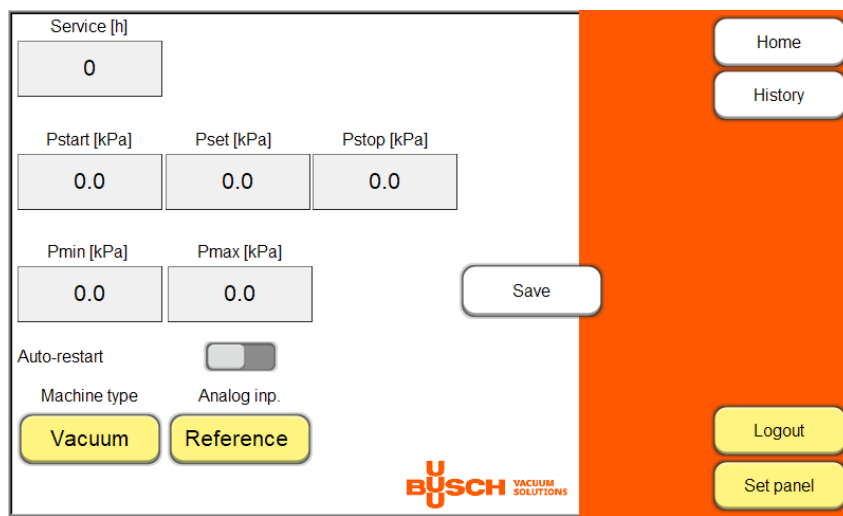 Service [h]
0
Home
History
Pstart [kPa] Pset [kPa] Pstop [kPa]
0.0 0.0 0.0
Pmin [kPa] Pmax [kPa]
0.0 0.0
Save
Auto-restart
Machine type Analog inp.
Vacuum Reference
Logout
Set panel
BUSCH VACUUM
SOLUTIONS